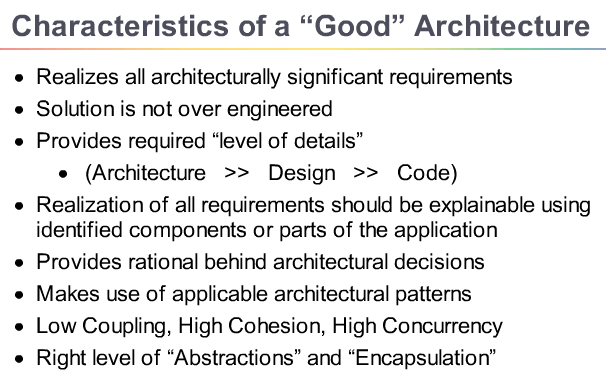 Characteristics of a “Good” Architecture
• Realizes all architecturally significant requirements
• Solution is not over engineered
• Provides required “level of details”
• (Architecture >> Design >> Code)
• Realization of all requirements should be explainable using
identified components or parts of the application
• Provides rational behind architectural decisions
• Makes use of applicable architectural patterns
• Low Coupling, High Cohesion, High Concurrency
• Right level of “Abstractions” and “Encapsulation”